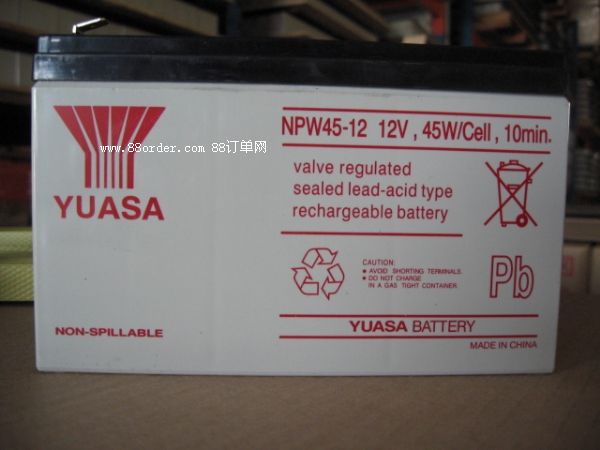 NPW45-12 12V , 45W/Cell , 10min.
www.88order.com 88订单网
YUASA
valve regulated
sealed lead-acid type
rechargeable battery
CAUTION:
● AVOID SHORTING TERMINALS.
● DO NOT CHARGE
IN A GAS TIGHT CONTAINER.
Pb
NON-SPILLABLE
YUASA BATTERY
MADE IN CHINA